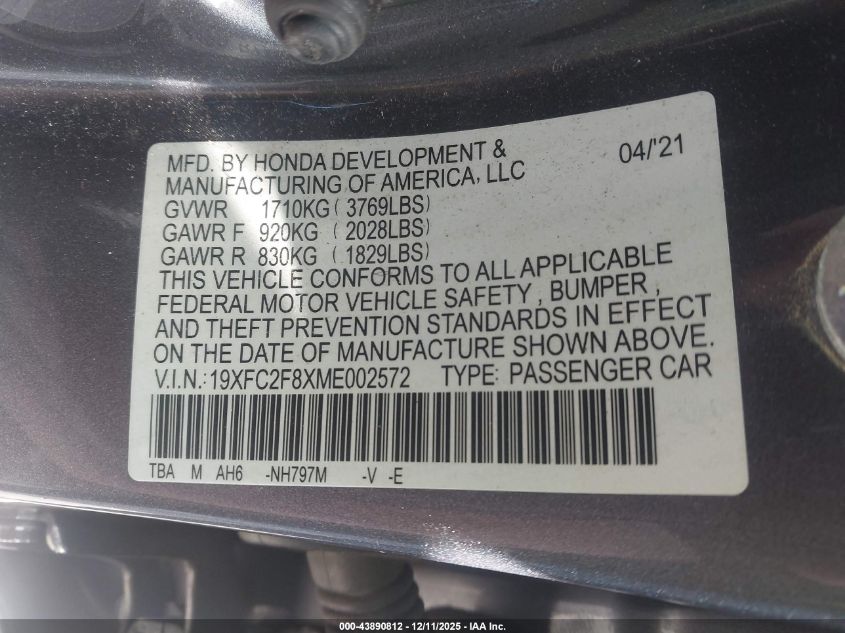 MFD. BY HONDA DEVELOPMENT & 04/'21
MANUFACTURING OF AMERICA, LLC
GVWR 1710KG ( 3769LBS)
GAWR F 920KG ( 2028LBS)
GAWR R 830KG ( 1829LBS)
THIS VEHICLE CONFORMS TO ALL APPLICABLE
FEDERAL MOTOR VEHICLE SAFETY , BUMPER ,
AND THEFT PREVENTION STANDARDS IN EFFECT
ON THE DATE OF MANUFACTURE SHOWN ABOVE.
V.I.N.: 19XFC2F8XME002572 TYPE: PASSENGER CAR
TBA M AH6 -NH797M -V -E
000-43890812 - 12/11/2025 - IAA Inc.